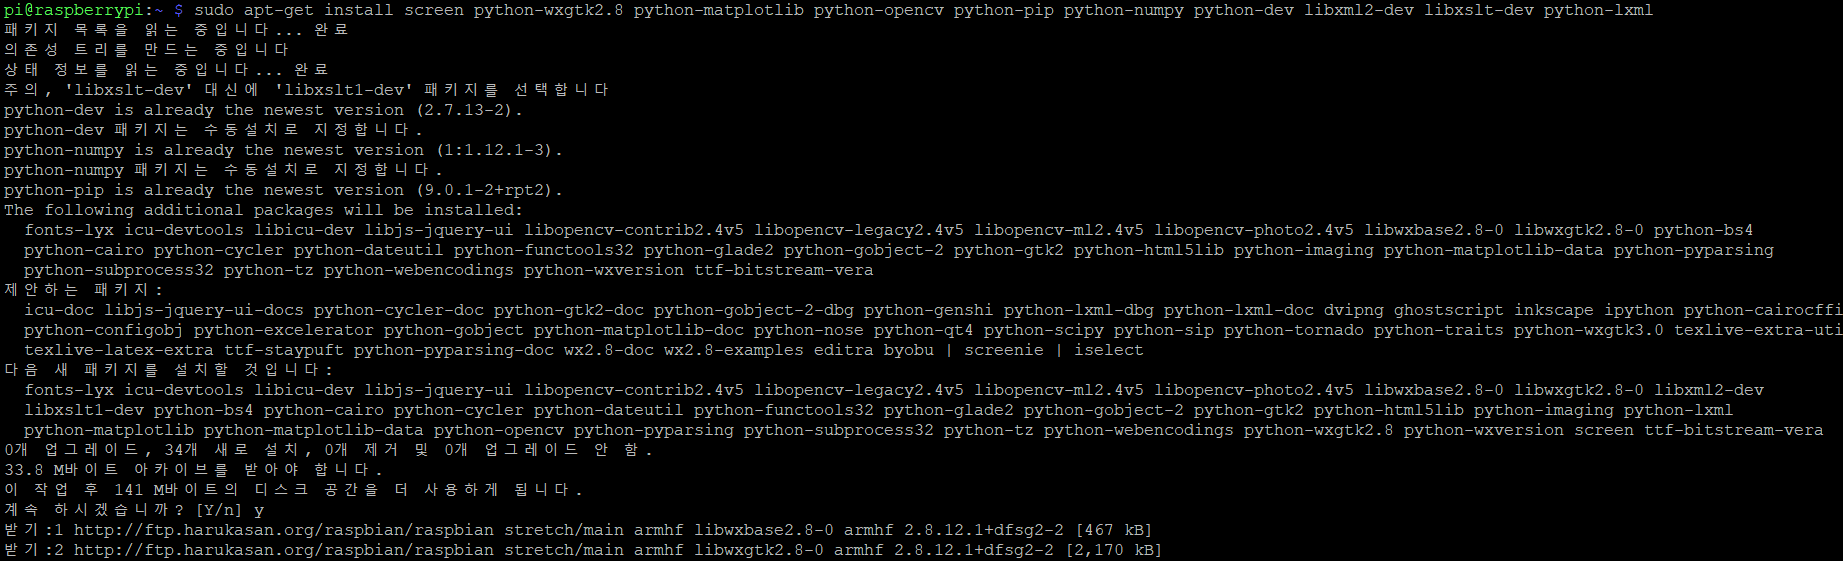 pi@raspberrypi:~ $ sudo apt-get install screen python-wxgtk2.8 python-matplotlib python-opencv python-pip python-numpy python-dev libxml2-dev libxslt-dev python-lxml
패키지 목록을 읽는 중입니다... 완료
의존성 트리를 만드는 중입니다
상태 정보를 읽는 중입니다... 완료
주의, 'libxslt-dev' 대신에 'libxslt1-dev' 패키지를 선택합니다
python-dev is already the newest version (2.7.13-2).
python-dev 패키지는 수동설치로 지정합니다.
python-numpy is already the newest version (1:1.12.1-3).
python-numpy 패키지는 수동설치로 지정합니다.
python-pip is already the newest version (9.0.1-2+rpt2).
The following additional packages will be installed:
fonts-lyx icu-devtools libicu-dev libjs-jquery-ui libopencv-contrib2.4v5 libopencv-legacy2.4v5 libopencv-ml2.4v5 libopencv-photo2.4v5 libwxbase2.8-0 libwxgtk2.8-0 python-bs4
python-cairo python-cycler python-dateutil python-functools32 python-glade2 python-gobject-2 python-gtk2 python-html5lib python-imaging python-matplotlib-data python-pyparsing
python-subprocess32 python-tz python-webencodings python-wxversion ttf-bitstream-vera
제안하는 패키지:
icu-doc libjs-jquery-ui-docs python-cycler-doc python-gtk2-doc python-gobject-2-dbg python-genshi python-lxml-dbg python-lxml-doc dvipng ghostscript inkscape ipython python-cairocffi
python-configobj python-excelerator python-gobject python-matplotlib-doc python-nose python-qt4 python-scipy python-sip python-tornado python-traits python-wxgtk3.0 texlive-extra-uti
texlive-latex-extra ttf-staypuft python-pyparsing-doc wx2.8-doc wx2.8-examples editra byobu | screenie | iselect
다음 새 패키지를 설치할 것입니다:
fonts-lyx icu-devtools libicu-dev libjs-jquery-ui libopencv-contrib2.4v5 libopencv-legacy2.4v5 libopencv-ml2.4v5 libopencv-photo2.4v5 libwxbase2.8-0 libwxgtk2.8-0 libxml2-dev
libxslt1-dev python-bs4 python-cairo python-cycler python-dateutil python-functools32 python-glade2 python-gobject-2 python-gtk2 python-html5lib python-imaging python-lxml
python-matplotlib python-matplotlib-data python-opencv python-pyparsing python-subprocess32 python-tz python-webencodings python-wxgtk2.8 python-wxversion screen ttf-bitstream-vera
0개 업그레이드, 34개 새로 설치, 0개 제거 및 0개 업그레이드 안 함.
33.8 M바이트 아카이브를 받아야 합니다.
이 작업 후 141 M바이트의 디스크 공간을 더 사용하게 됩니다.
계속 하시겠습니까? [Y/n] y
받기:1 http://ftp.harukasan.org/raspbian/raspbian stretch/main armhf libwxbase2.8-0 armhf 2.8.12.1+dfsg2-2 [467 kB]
받기:2 http://ftp.harukasan.org/raspbian/raspbian stretch/main armhf libwxgtk2.8-0 armhf 2.8.12.1+dfsg2-2 [2,170 kB]